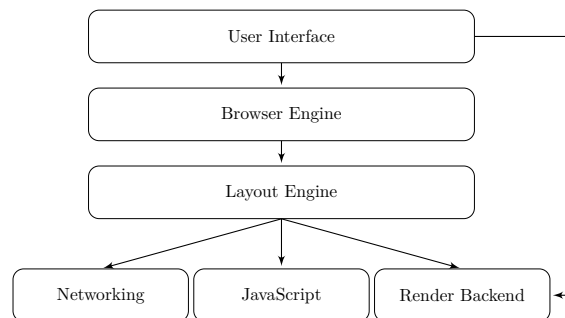 User Interface
Browser Engine
Layout Engine
Networking
JavaScript
Render Backend